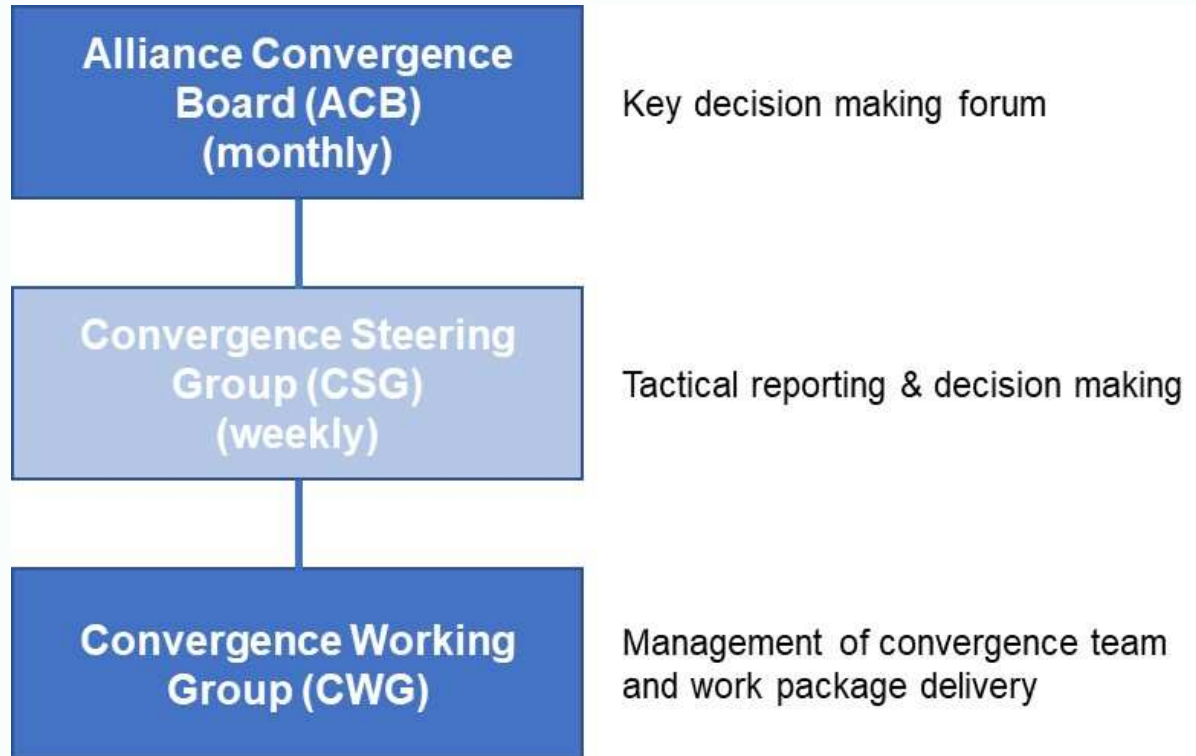 Alliance Convergence
Board (ACB)
(monthly)
Key decision making forum
Convergence Steering
Group (CSG)
(weekly)
Tactical reporting & decision making
Convergence Working
Group (CWG)
Management of convergence team
and work package delivery